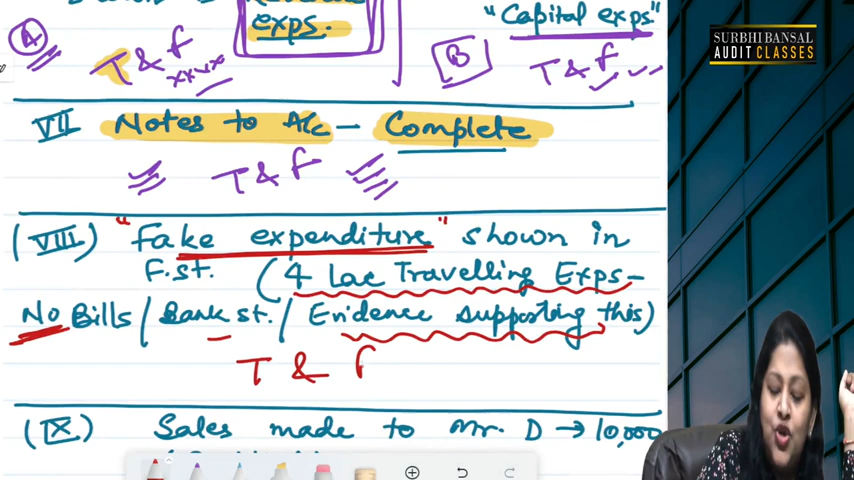 exps.
"Capital exps."
A
T & F
xxxx
B
T & F
SURBHI BANSAL
AUDIT CLASSES
VII Notes to A/c - Complete
T & F
(VIII) "Fake expenditure" shown in
F.st. (4 Lac Travelling Exps-
No Bills / Bank st. / Evidence supporting this)
T & F
(IX) Sales made to Mr. D → 10,000